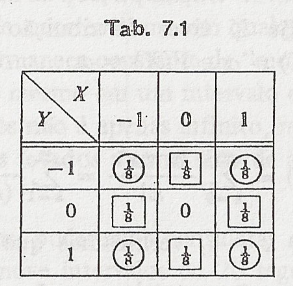 Tab. 7.1
X
Y -1 0 1
-1 1/8 1/8 1/8
0 1/8 0 1/8
1 1/8 1/8 1/8